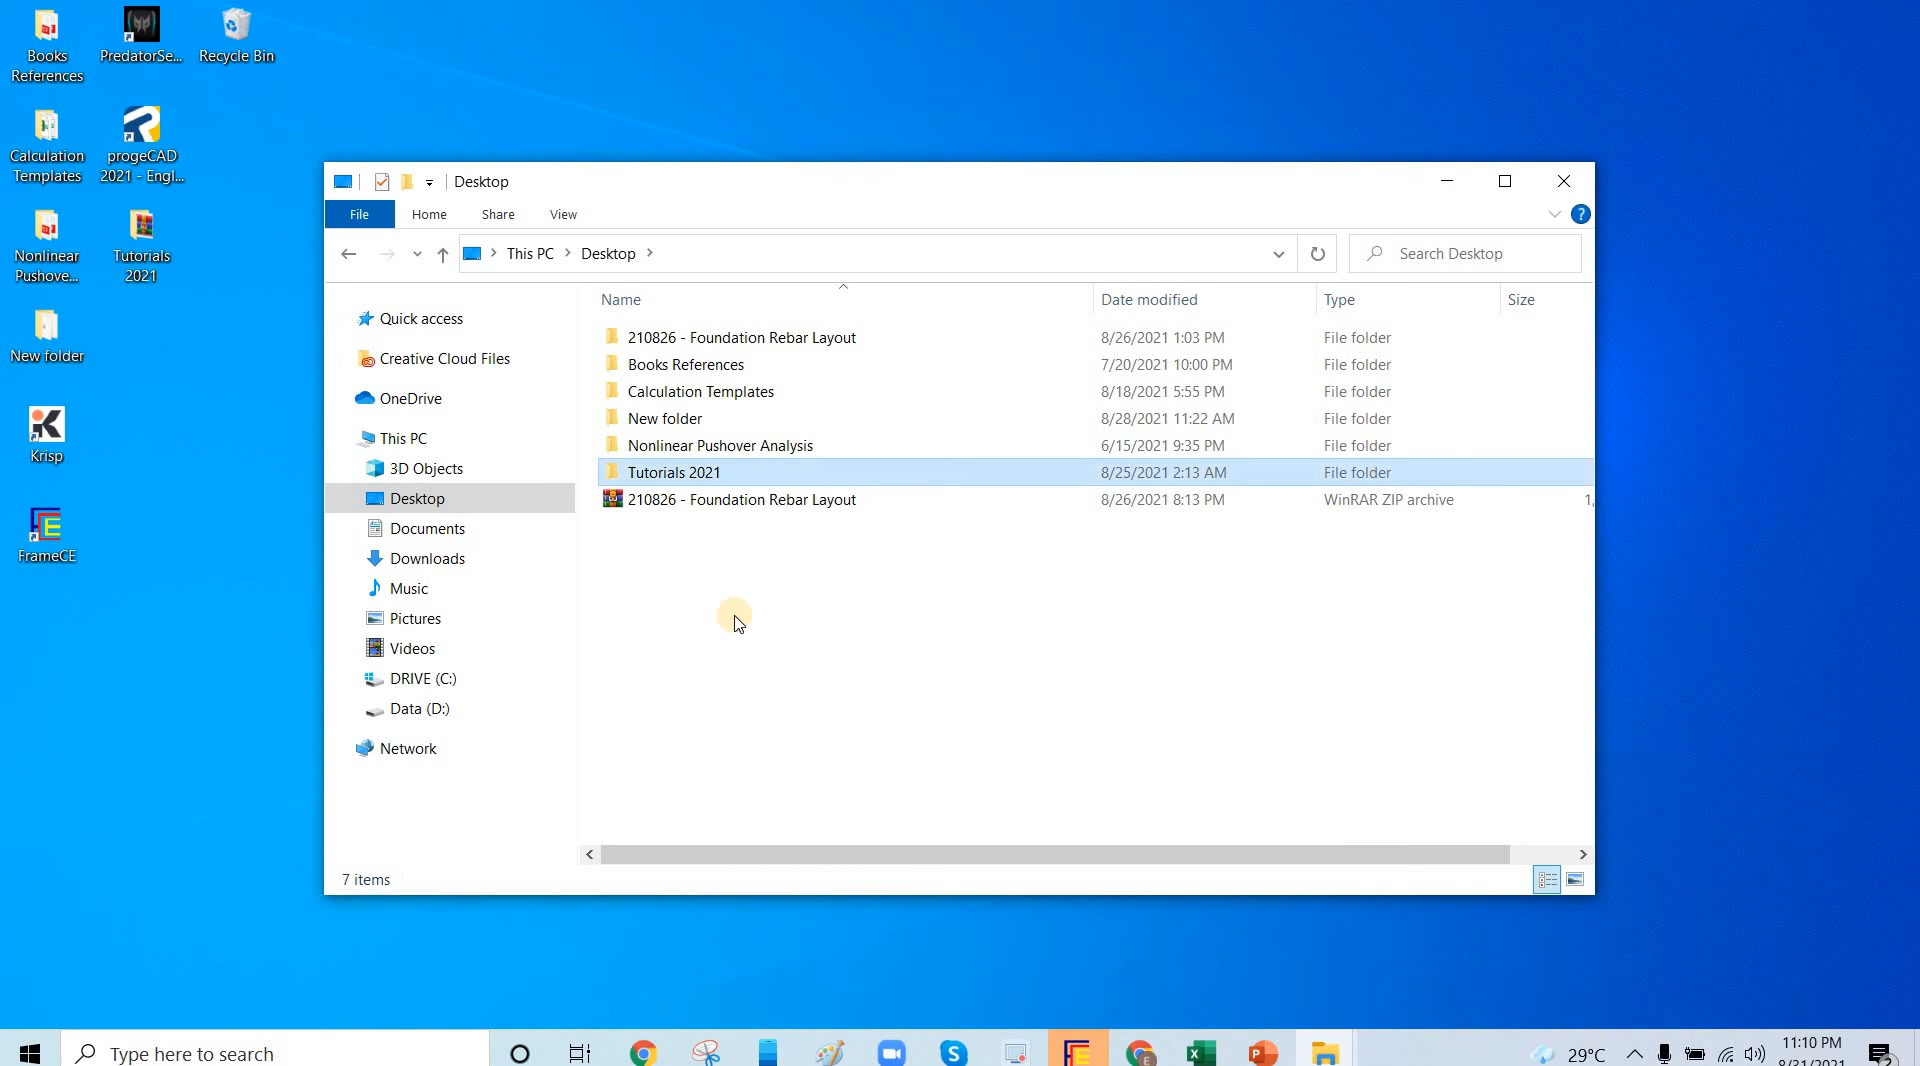 Books
References
PredatorSe...
Recycle Bin
Calculation
Templates
progeCAD
2021 - Engl...
Nonlinear
Pushove...
Tutorials
2021
New folder
Krisp
FrameCE
Desktop
File Home Share View
This PC Desktop
Search Desktop
Name Date modified Type Size
Quick access
Creative Cloud Files
OneDrive
This PC
3D Objects
Desktop
Documents
Downloads
Music
Pictures
Videos
DRIVE (C:)
Data (D:)
Network
210826 - Foundation Rebar Layout 8/26/2021 1:03 PM File folder
Books References 7/20/2021 10:00 PM File folder
Calculation Templates 8/18/2021 5:55 PM File folder
New folder 8/28/2021 11:22 AM File folder
Nonlinear Pushover Analysis 6/15/2021 9:35 PM File folder
Tutorials 2021 8/25/2021 2:13 AM File folder
210826 - Foundation Rebar Layout 8/26/2021 8:13 PM WinRAR ZIP archive 1,
7 items
Type here to search
29°C
11:10 PM
8/31/2021